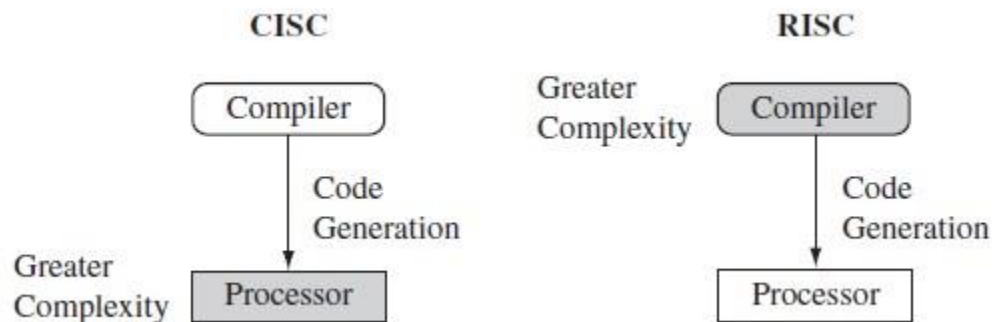 CISC
RISC
Compiler
Greater
Complexity
Compiler
Code
Generation
Code
Generation
Greater
Complexity
Processor
Processor